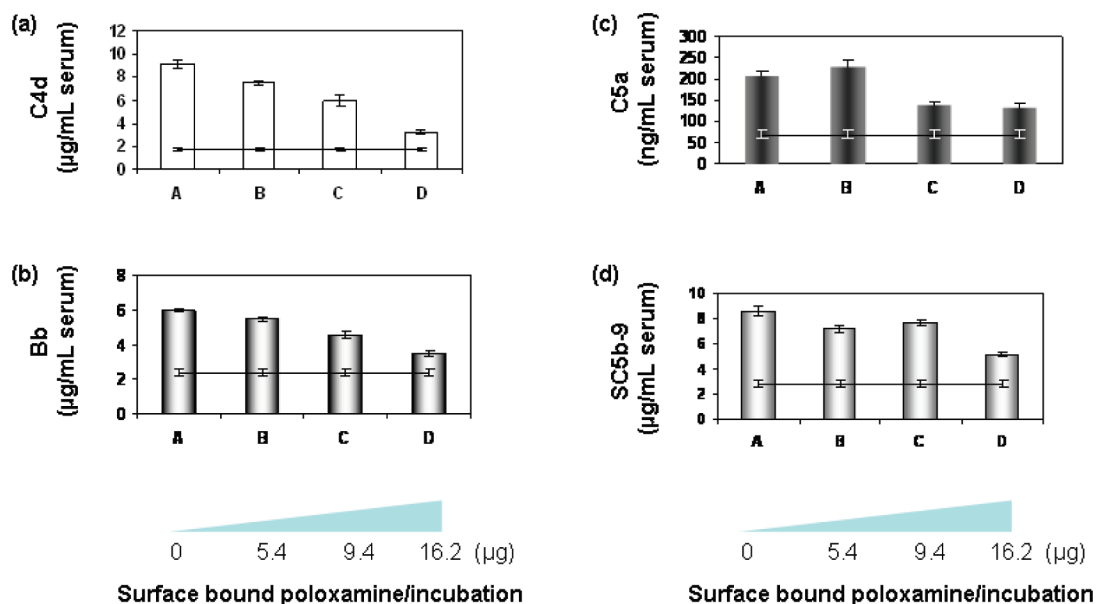 (a)
C4d
(µg/mL serum)
12
10
8
6
4
2
0
A B C D
(b)
Bb
(µg/mL serum)
8
6
4
2
0
A B C D
0 5.4 9.4 16.2 (µg)
Surface bound poloxamine/incubation
(c)
C5a
(ng/mL serum)
300
250
200
150
100
50
0
A B C D
(d)
SC5b-9
(µg/mL serum)
10
8
6
4
2
0
A B C D
0 5.4 9.4 16.2 (µg)
Surface bound poloxamine/incubation